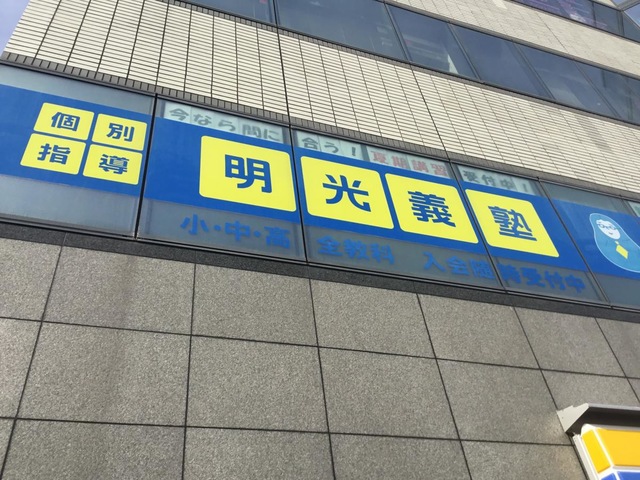 個別
指導
今なら間に合う！夏期講習受付中！
明光義塾
小・中・高 全教科 入会随時受付中